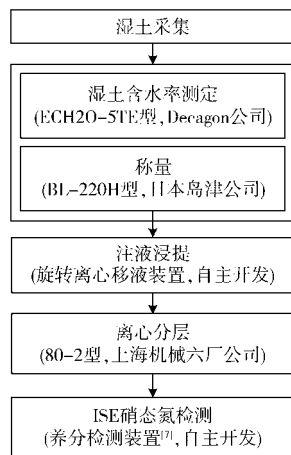 湿土采集
湿土含水率测定
(ECH2O-5TE型,Decagon公司)
称量
(BL-220H型,日本岛津公司)
注液浸提
(旋转离心移液装置,自主开发)
离心分层
(80-2型,上海机械六厂公司)
ISE硝态氮检测
(养分检测装置[7],自主开发)